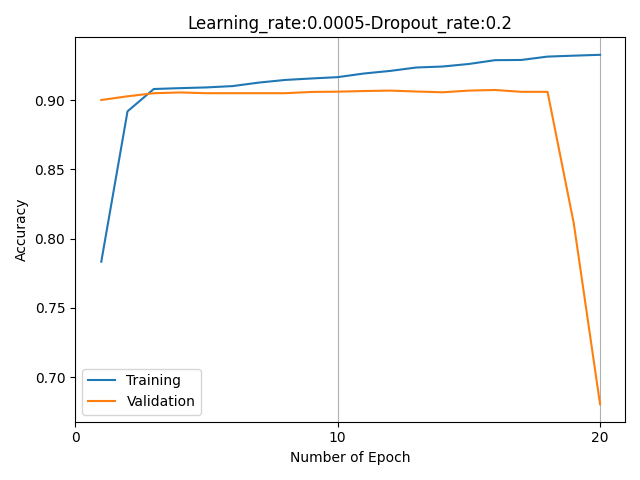 Learning_rate:0.0005-Dropout_rate:0.2
Accuracy
0.90
0.85
0.80
0.75
0.70
Training
Validation
0
10
20
Number of Epoch